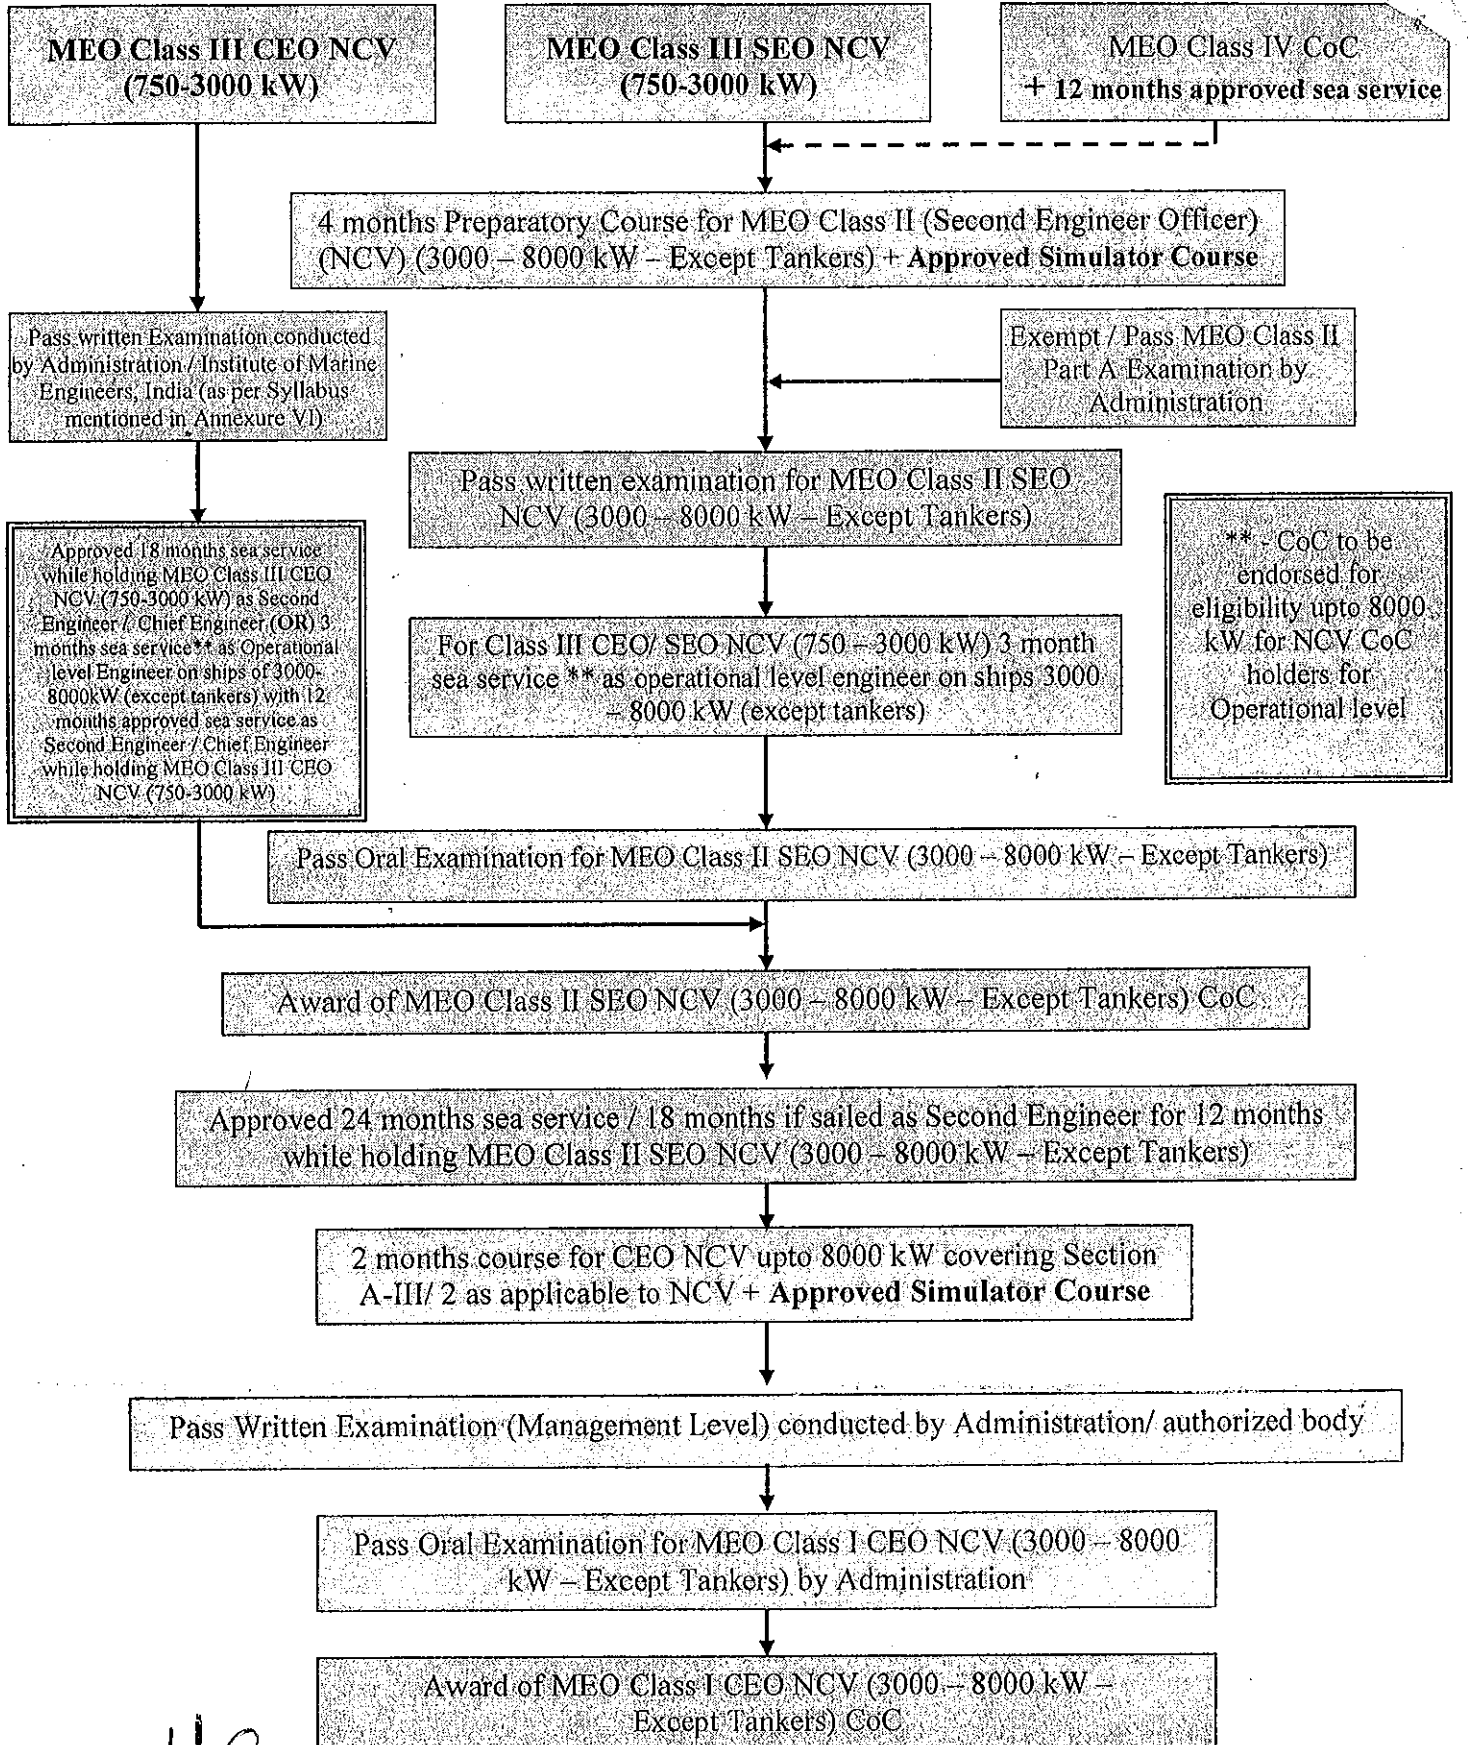 MEO Class III CEO NCV
(750-3000 kW)
MEO Class III SEO NCV
(750-3000 kW)
MEO Class IV CoC
+ 12 months approved sea service
4 months Preparatory Course for MEO Class II (Second Engineer Officer)
(NCV) (3000 – 8000 kW – Except Tankers) + Approved Simulator Course
Pass written Examination conducted
by Administration / Institute of Marine
Engineers, India (as per Syllabus
mentioned in Annexure VI)
Exempt / Pass MEO Class II
Part A Examination by
Administration
Pass written examination for MEO Class II SEO
NCV (3000 – 8000 kW – Except Tankers)
Approved 18 months sea service
while holding MEO Class III CEO
NCV (750-3000 kW) as Second
Engineer / Chief Engineer (OR) 3
months sea service** as Operational
level Engineer on ships of 3000-
8000kW (except tankers) with 12
months approved sea service as
Second Engineer / Chief Engineer
while holding MEO Class III CEO
NCV (750-3000 kW)
** - CoC to be
endorsed for
eligibility upto 8000
kW for NCV CoC
holders for
Operational level
For Class III CEO/ SEO NCV (750 – 3000 kW) 3 month
sea service ** as operational level engineer on ships 3000
– 8000 kW (except tankers)
Pass Oral Examination for MEO Class II SEO NCV (3000 – 8000 kW – Except Tankers)
Award of MEO Class II SEO NCV (3000 – 8000 kW – Except Tankers) CoC
Approved 24 months sea service / 18 months if sailed as Second Engineer for 12 months
while holding MEO Class II SEO NCV (3000 – 8000 kW – Except Tankers)
2 months course for CEO NCV upto 8000 kW covering Section
A-III/ 2 as applicable to NCV + Approved Simulator Course
Pass Written Examination (Management Level) conducted by Administration/ authorized body
Pass Oral Examination for MEO Class I CEO NCV (3000 – 8000
kW – Except Tankers) by Administration
Award of MEO Class I CEO NCV (3000 – 8000 kW –
Except Tankers) CoC